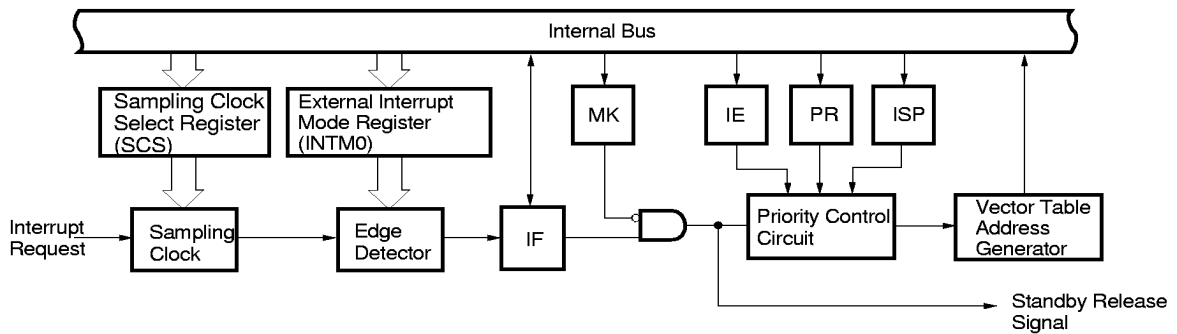 Internal Bus
Sampling Clock
Select Register
(SCS)
External Interrupt
Mode Register
(INTM0)
MK
IE
PR
ISP
Interrupt
Request
Sampling
Clock
Edge
Detector
IF
Priority Control
Circuit
Vector Table
Address
Generator
Standby Release
Signal